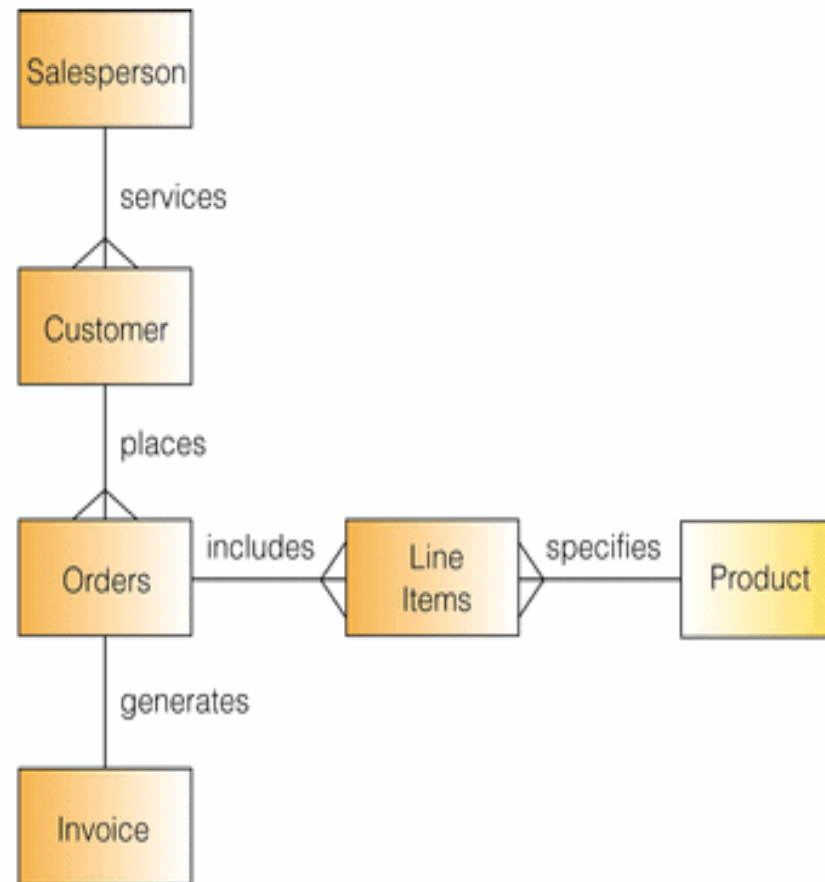 Salesperson
services
Customer
places
Orders
includes
Line
Items
specifies
Product
generates
Invoice